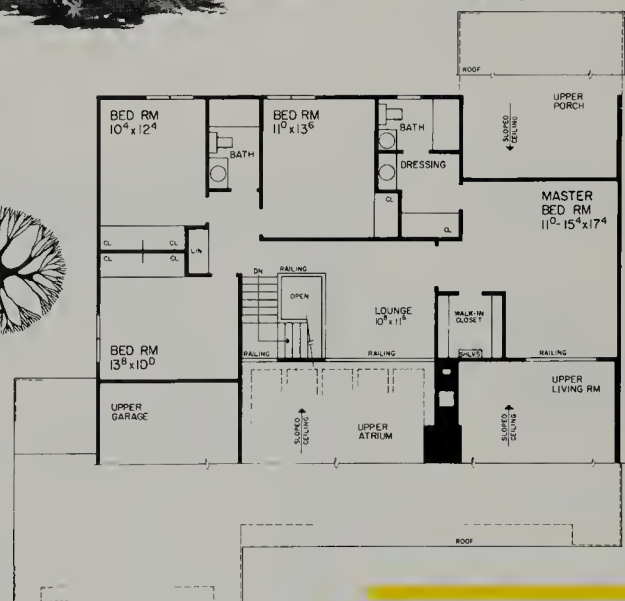 ROOF
UPPER
PORCH
SLOPED
CEILING
BED RM
10⁴ x 12⁴
BATH
BED RM
11⁰ x 13⁶
BATH
DRESSING
CL
CL
MASTER
BED RM
11⁰-15⁴ x 17⁴
CL
CL
LIN
CL
CL
DN
RAILING
OPEN
LOUNGE
10⁸ x 11⁶
WALK-IN
CLOSET
SHLVS
BED RM
13⁸ x 10⁰
RAILING
RAILING
RAILING
UPPER
GARAGE
SLOPED
CEILING
UPPER
ATRIUM
SLOPED
CEILING
UPPER
LIVING RM
ROOF